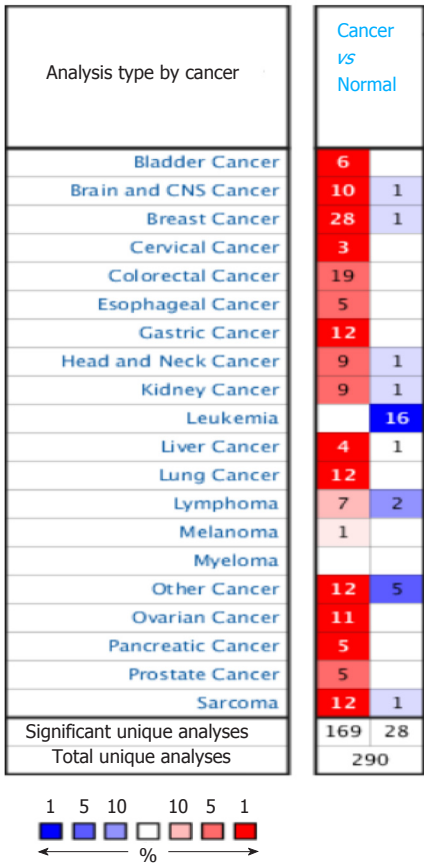 Analysis type by cancer
Cancer
vs
Normal
Bladder Cancer 6
Brain and CNS Cancer 10 1
Breast Cancer 28 1
Cervical Cancer 3
Colorectal Cancer 19
Esophageal Cancer 5
Gastric Cancer 12
Head and Neck Cancer 9 1
Kidney Cancer 9 1
Leukemia 16
Liver Cancer 4 1
Lung Cancer 12
Lymphoma 7 2
Melanoma 1
Myeloma
Other Cancer 12 5
Ovarian Cancer 11
Pancreatic Cancer 5
Prostate Cancer 5
Sarcoma 12 1
Significant unique analyses 169 28
Total unique analyses 290
1 5 10 10 5 1
%